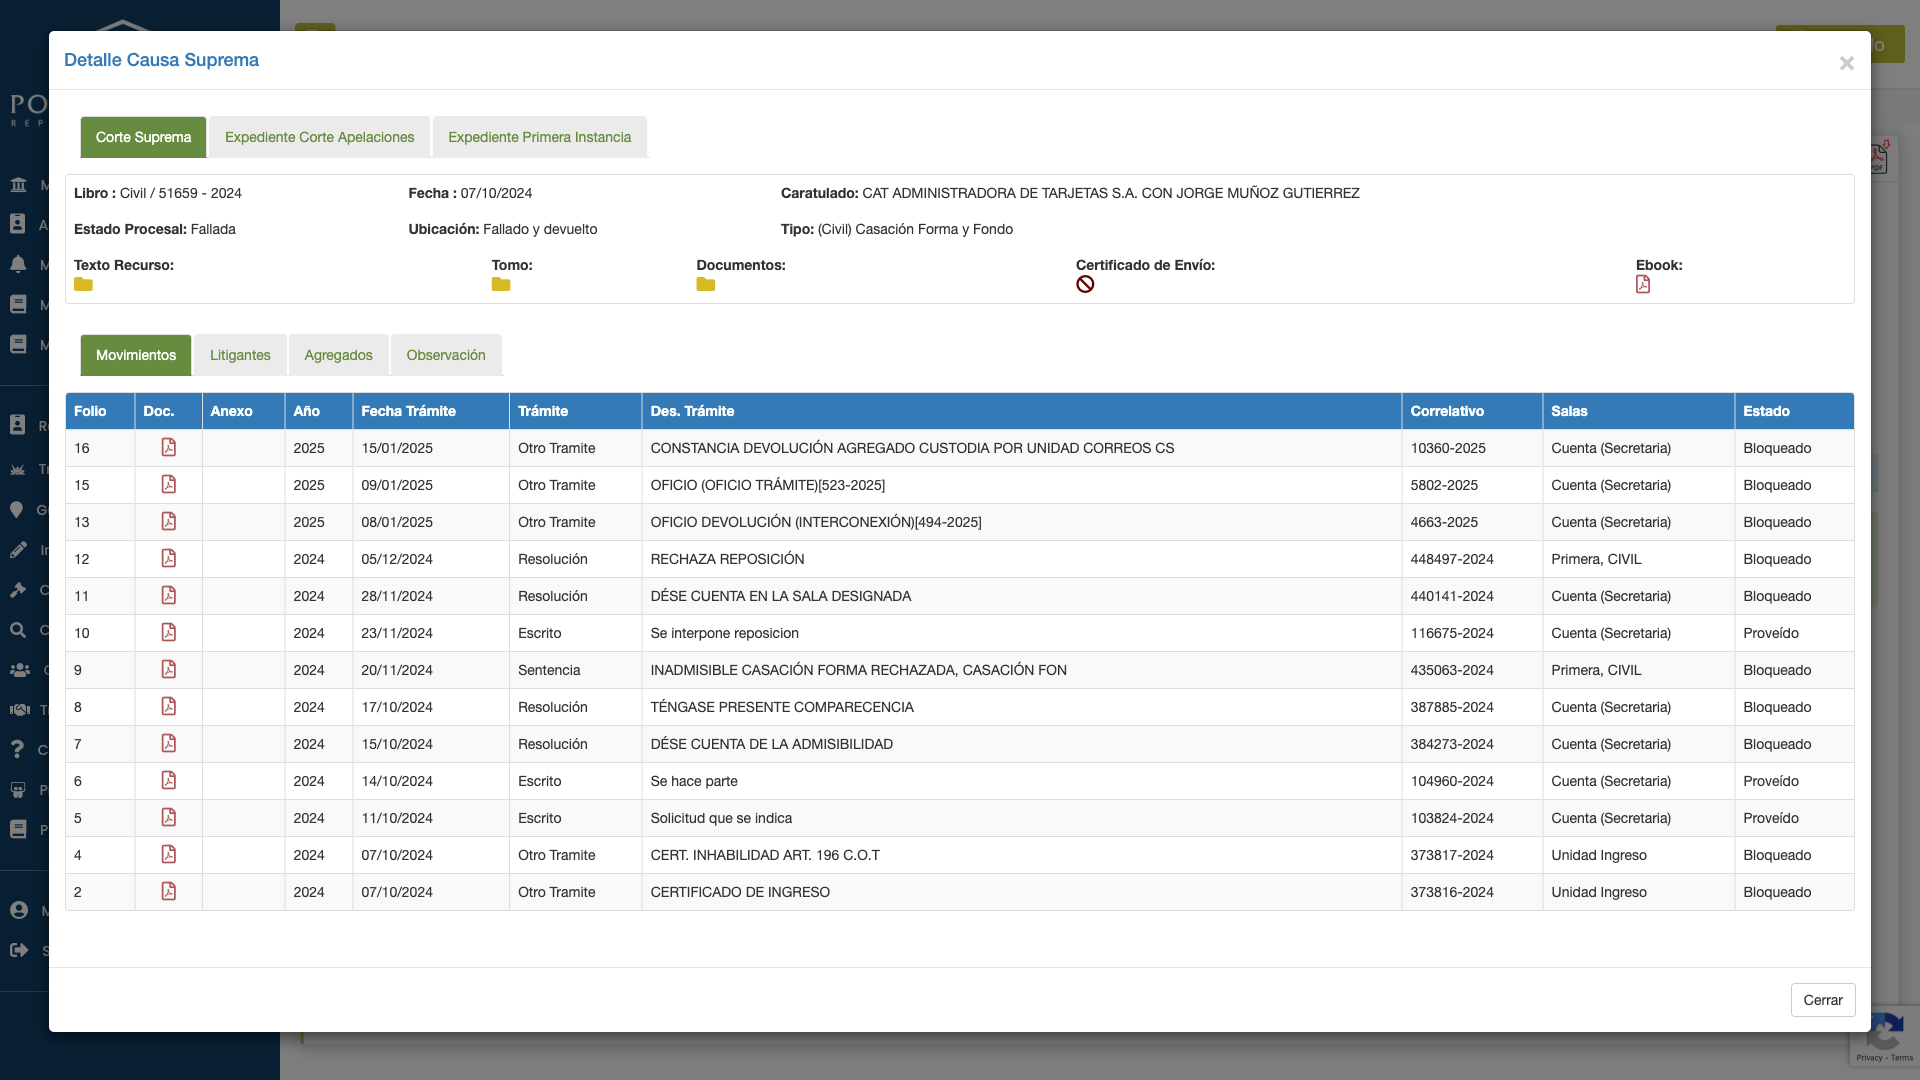 Detalle Causa Suprema
×
Corte Suprema Expediente Corte Apelaciones Expediente Primera Instancia
Libro : Civil / 51659 - 2024 Fecha : 07/10/2024 Caratulado: CAT ADMINISTRADORA DE TARJETAS S.A. CON JORGE MUÑOZ GUTIERREZ
Estado Procesal: Fallada Ubicación: Fallado y devuelto Tipo: (Civil) Casación Forma y Fondo
Texto Recurso: Tomo: Documentos: Certificado de Envío: Ebook:
Movimientos Litigantes Agregados Observación
Folio Doc. Anexo Año Fecha Trámite Trámite Des. Trámite Correlativo Salas Estado
16 2025 15/01/2025 Otro Tramite CONSTANCIA DEVOLUCIÓN AGREGADO CUSTODIA POR UNIDAD CORREOS CS 10360-2025 Cuenta (Secretaria) Bloqueado
15 2025 09/01/2025 Otro Tramite OFICIO (OFICIO TRÁMITE)[523-2025] 5802-2025 Cuenta (Secretaria) Bloqueado
13 2025 08/01/2025 Otro Tramite OFICIO DEVOLUCIÓN (INTERCONEXIÓN)[494-2025] 4663-2025 Cuenta (Secretaria) Bloqueado
12 2024 05/12/2024 Resolución RECHAZA REPOSICIÓN 448497-2024 Primera, CIVIL Bloqueado
11 2024 28/11/2024 Resolución DÉSE CUENTA EN LA SALA DESIGNADA 440141-2024 Cuenta (Secretaria) Bloqueado
10 2024 23/11/2024 Escrito Se interpone reposicion 116675-2024 Cuenta (Secretaria) Proveído
9 2024 20/11/2024 Sentencia INADMISIBLE CASACIÓN FORMA RECHAZADA, CASACIÓN FON 435063-2024 Primera, CIVIL Bloqueado
8 2024 17/10/2024 Resolución TÉNGASE PRESENTE COMPARECENCIA 387885-2024 Cuenta (Secretaria) Bloqueado
7 2024 15/10/2024 Resolución DÉSE CUENTA DE LA ADMISIBILIDAD 384273-2024 Cuenta (Secretaria) Bloqueado
6 2024 14/10/2024 Escrito Se hace parte 104960-2024 Cuenta (Secretaria) Proveído
5 2024 11/10/2024 Escrito Solicitud que se indica 103824-2024 Cuenta (Secretaria) Proveído
4 2024 07/10/2024 Otro Tramite CERT. INHABILIDAD ART. 196 C.O.T 373817-2024 Unidad Ingreso Bloqueado
2 2024 07/10/2024 Otro Tramite CERTIFICADO DE INGRESO 373816-2024 Unidad Ingreso Bloqueado
Cerrar
Privacy - Terms